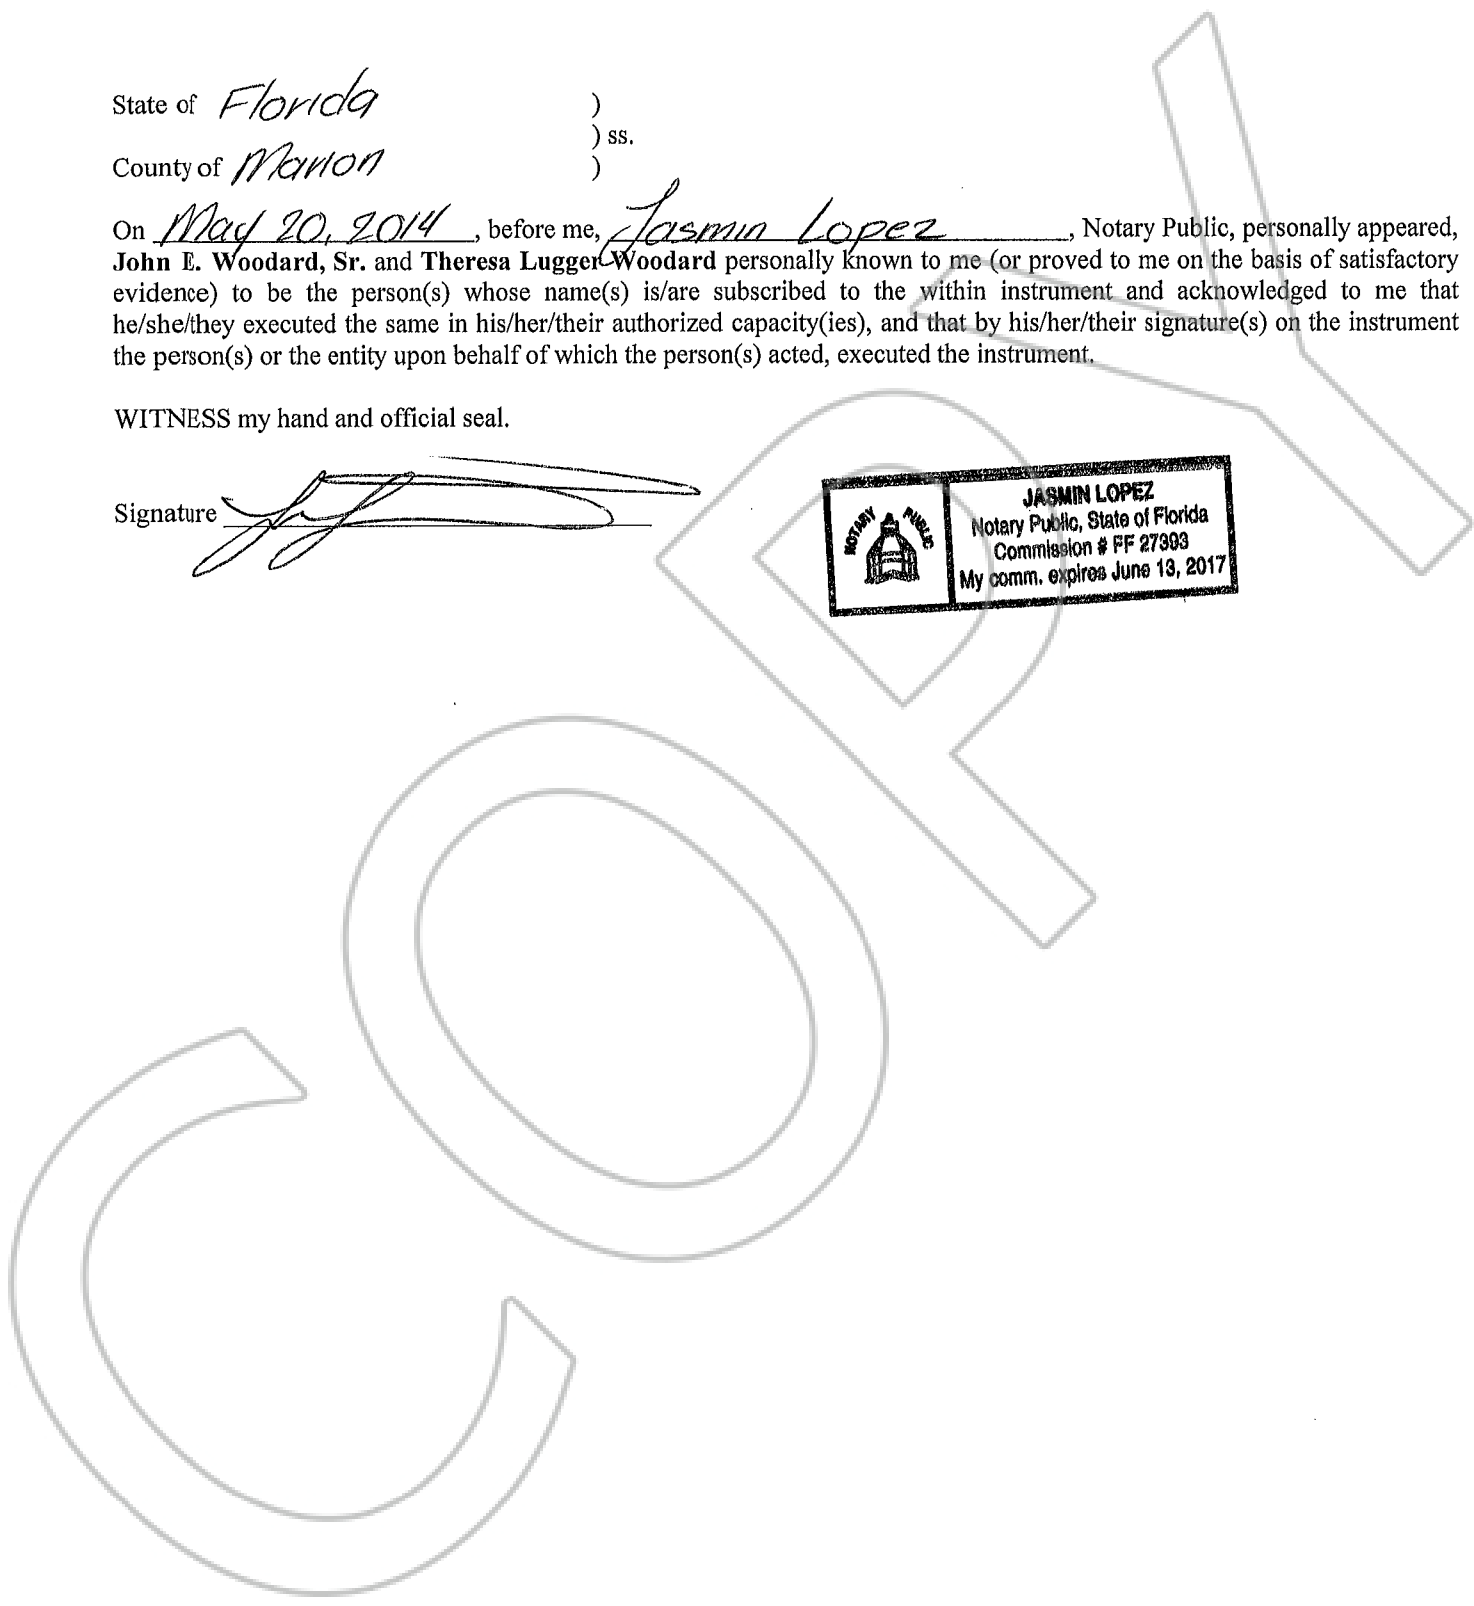 State of Florida )
) ss.
County of Marion )
On May 20, 2014, before me, Jasmin Lopez, Notary Public, personally appeared,
John E. Woodard, Sr. and Theresa Lugger Woodard personally known to me (or proved to me on the basis of satisfactory
evidence) to be the person(s) whose name(s) is/are subscribed to the within instrument and acknowledged to me that
he/she/they executed the same in his/her/their authorized capacity(ies), and that by his/her/their signature(s) on the instrument
the person(s) or the entity upon behalf of which the person(s) acted, executed the instrument.
WITNESS my hand and official seal.
Signature
NOTARY PUBLIC
JASMIN LOPEZ
Notary Public, State of Florida
Commission # FF 27393
My comm. expires June 13, 2017
COPY